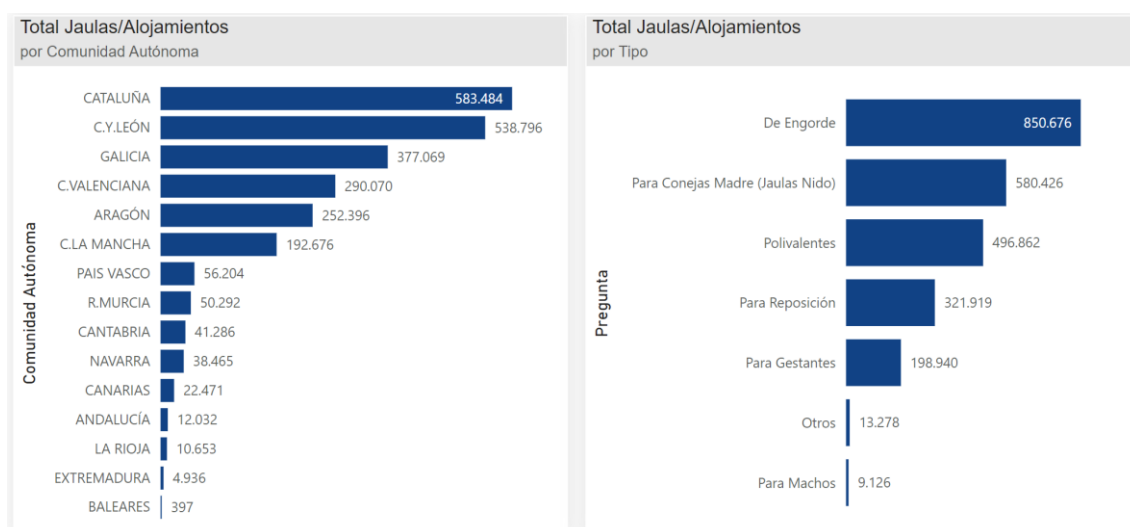 Total Jaulas/Alojamientos
por Comunidad Autónoma
Comunidad Autónoma
CATALUÑA 583.484
C.Y.LEÓN 538.796
GALICIA 377.069
C.VALENCIANA 290.070
ARAGÓN 252.396
C.LA MANCHA 192.676
PAIS VASCO 56.204
R.MURCIA 50.292
CANTABRIA 41.286
NAVARRA 38.465
CANARIAS 22.471
ANDALUCÍA 12.032
LA RIOJA 10.653
EXTREMADURA 4.936
BALEARES 397
Total Jaulas/Alojamientos
por Tipo
Pregunta
De Engorde 850.676
Para Conejas Madre (Jaulas Nido) 580.426
Polivalentes 496.862
Para Reposición 321.919
Para Gestantes 198.940
Otros 13.278
Para Machos 9.126